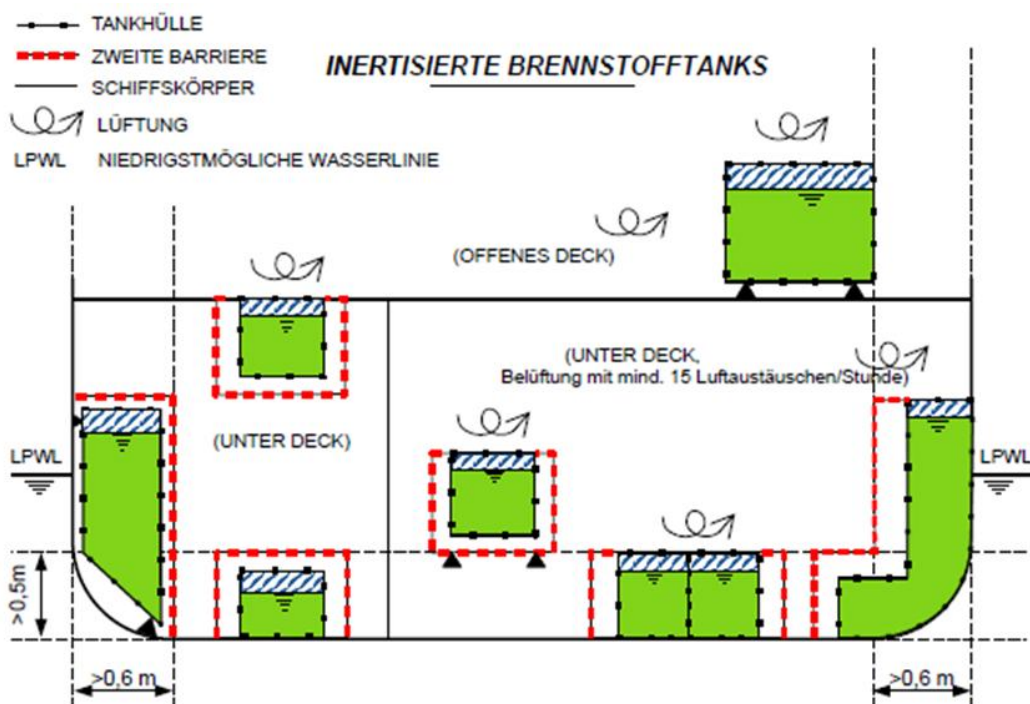 TANKHÜLLE
ZWEITE BARRIERE
INERTISIERTE BRENNSTOFFTANKS
SCHIFFSKÖRPER
LÜFTUNG
LPWL NIEDRIGSTMÖGLICHE WASSERLINIE
(OFFENES DECK)
(UNTER DECK,
Belüftung mit mind. 15 Luftaustäuschen/Stunde)
(UNTER DECK)
LPWL
LPWL
>0,5m
>0,6 m
>0,6 m